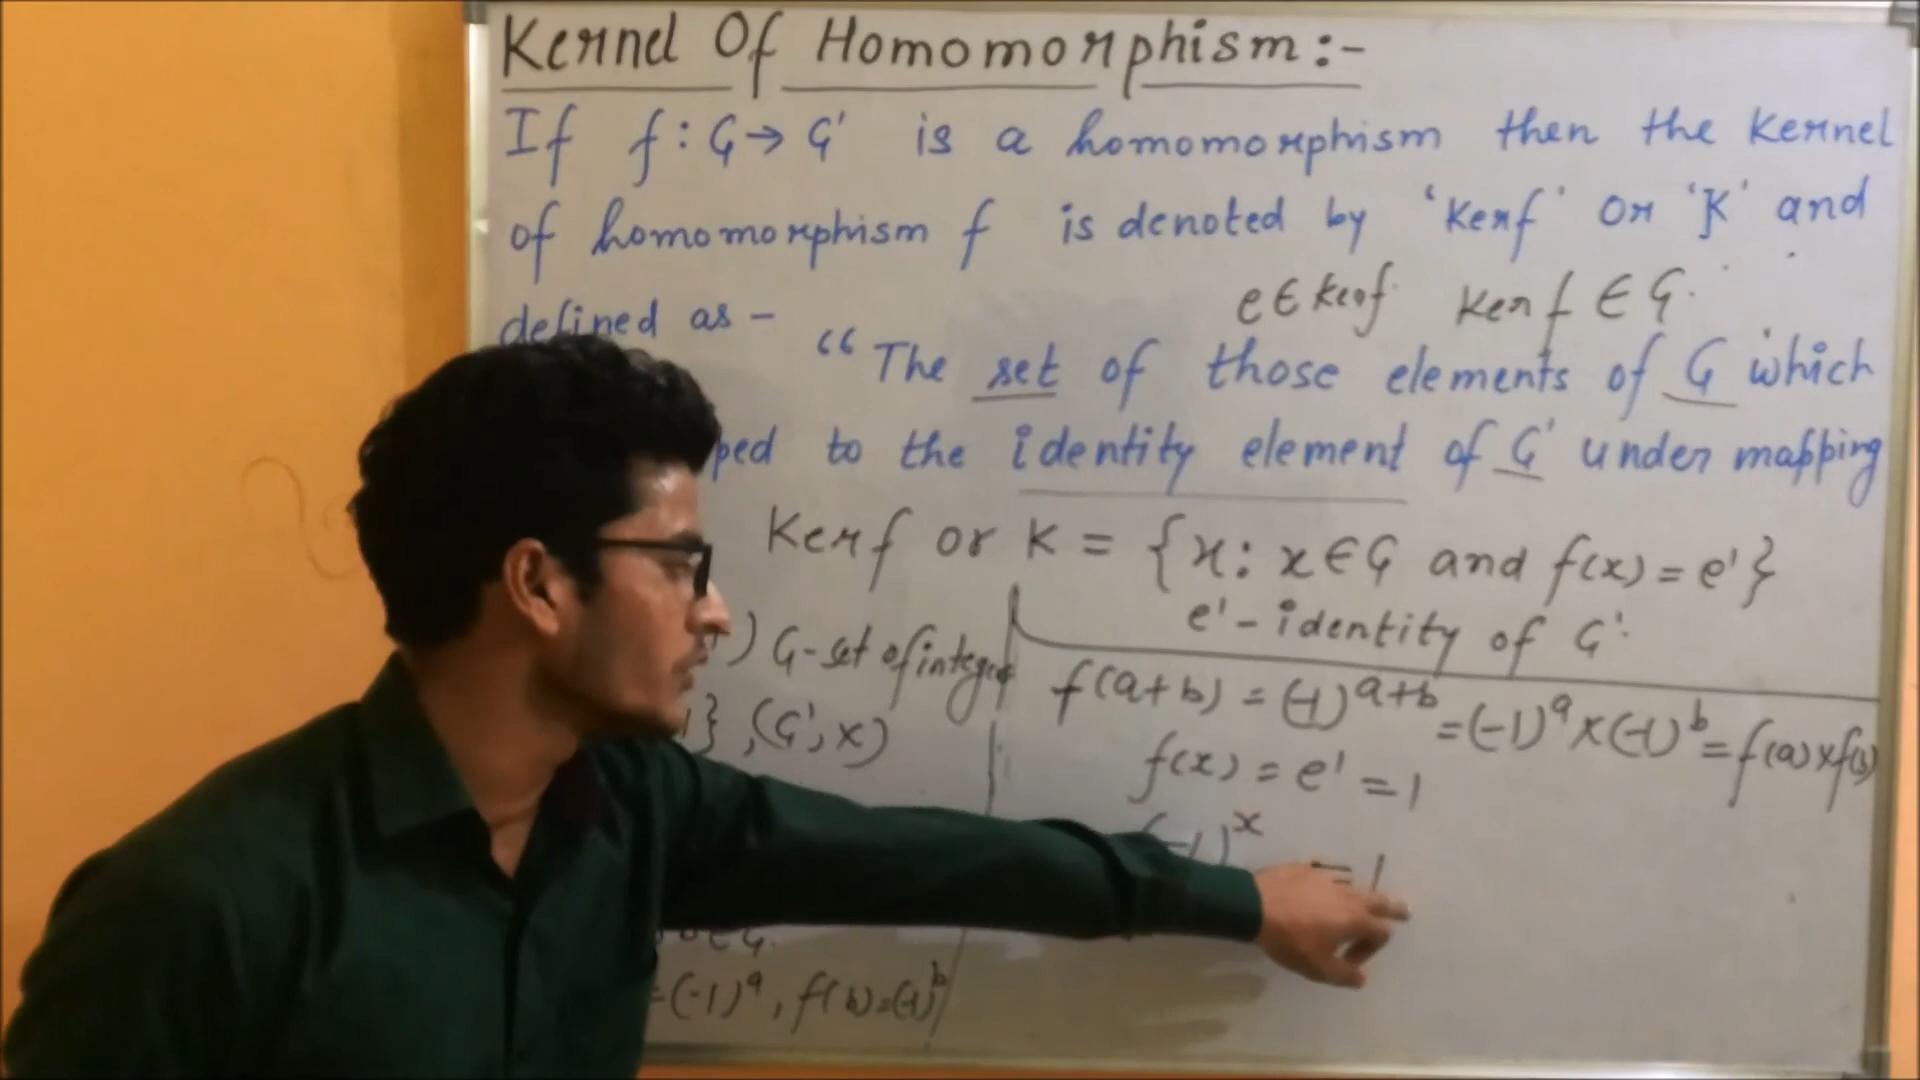 Kernel Of Homomorphism:-
If f: G → G' is a homomorphism then the Kernel
of homomorphism f is denoted by 'Kerf' or 'K' and
e ∈ Kerf Kerf ∈ G.
defined as -
"The set of those elements of G which
to the identity element of G' under mapping
Kerf or K = {x: x ∈ G and f(x) = e'}
e' - identity of G'.
) G - set of integers
}, (G', x)
f(a+b) = (-1)^{a+b} = (-1)^a x (-1)^b = f(a) x f(b)
f(x) = e' = 1
(-1)^x = 1
b ∈ G.
= (-1)^a, f(b) = (-1)^b